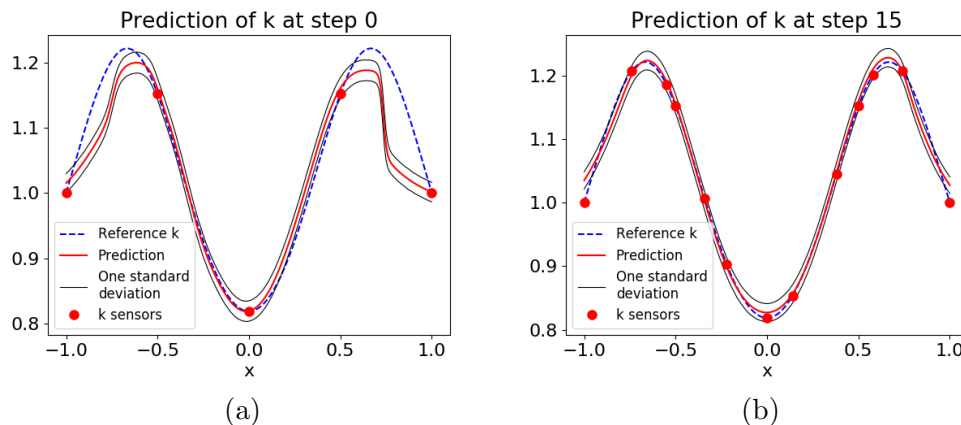 Prediction of k at step 0
1.2
1.1
1.0
0.9
0.8
Reference k
Prediction
One standard
deviation
k sensors
−1.0 −0.5 0.0 0.5 1.0
x
(a)
Prediction of k at step 15
1.2
1.1
1.0
0.9
0.8
Reference k
Prediction
One standard
deviation
k sensors
−1.0 −0.5 0.0 0.5 1.0
x
(b)